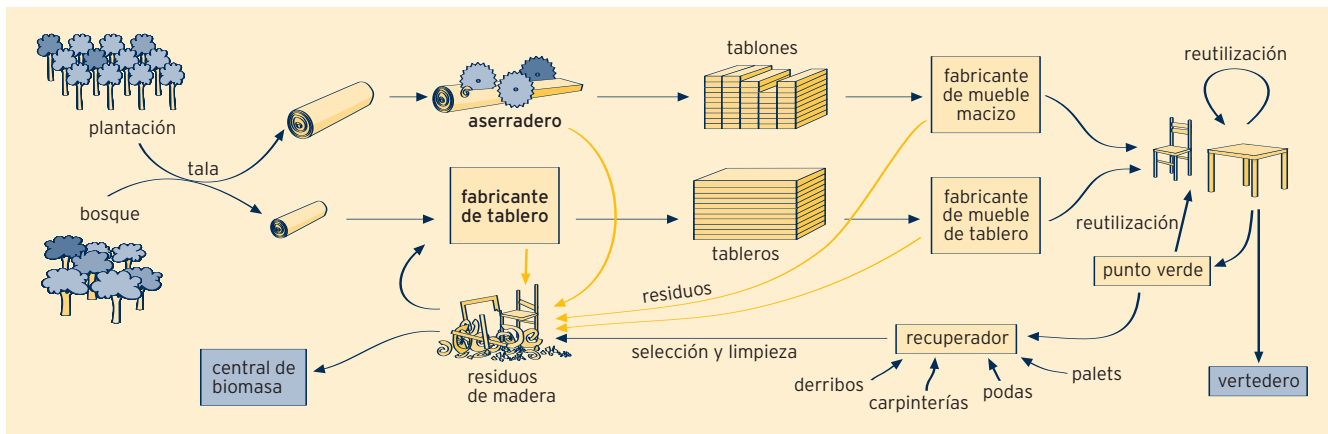 plantación
tala
bosque
aserradero
tablones
fabricante
de mueble
macizo
reutilización
fabricante
de tablero
tableros
fabricante
de mueble
de tablero
reutilización
punto verde
residuos
central de
biomasa
residuos
de madera
selección y limpieza
recuperador
derribos
carpinterías
podas
palets
vertedero